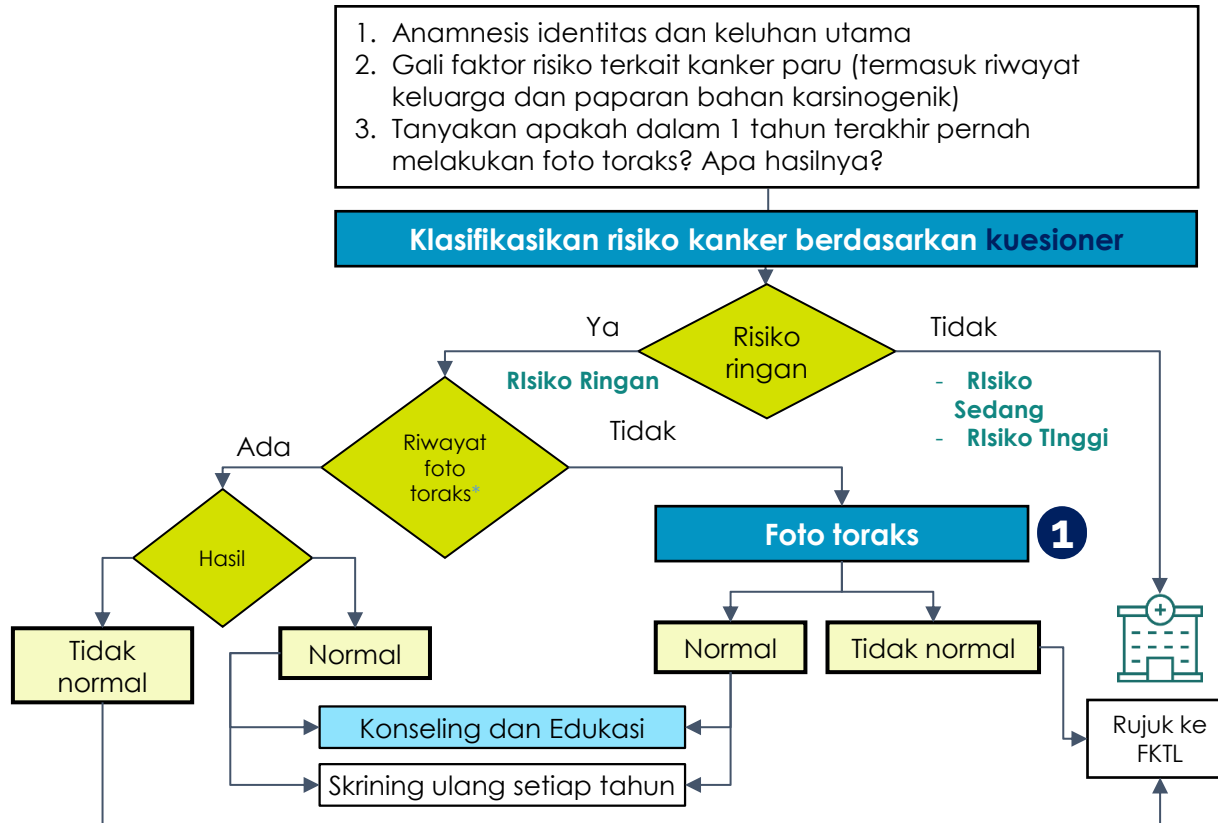 1. Anamnesis identitas dan keluhan utama
2. Gali faktor risiko terkait kanker paru (termasuk riwayat
keluarga dan paparan bahan karsinogenik)
3. Tanyakan apakah dalam 1 tahun terakhir pernah
melakukan foto toraks? Apa hasilnya?
Klasifikasikan risiko kanker berdasarkan kuesioner
Ya
Risiko
ringan
Tidak
RIsiko Ringan
- RIsiko
Sedang
- RIsiko TInggi
Ada
Riwayat
foto
toraks*
Tidak
Hasil
Foto toraks
1
Tidak
normal
Normal
Normal
Tidak normal
Konseling dan Edukasi
Skrining ulang setiap tahun
Rujuk ke
FKTL